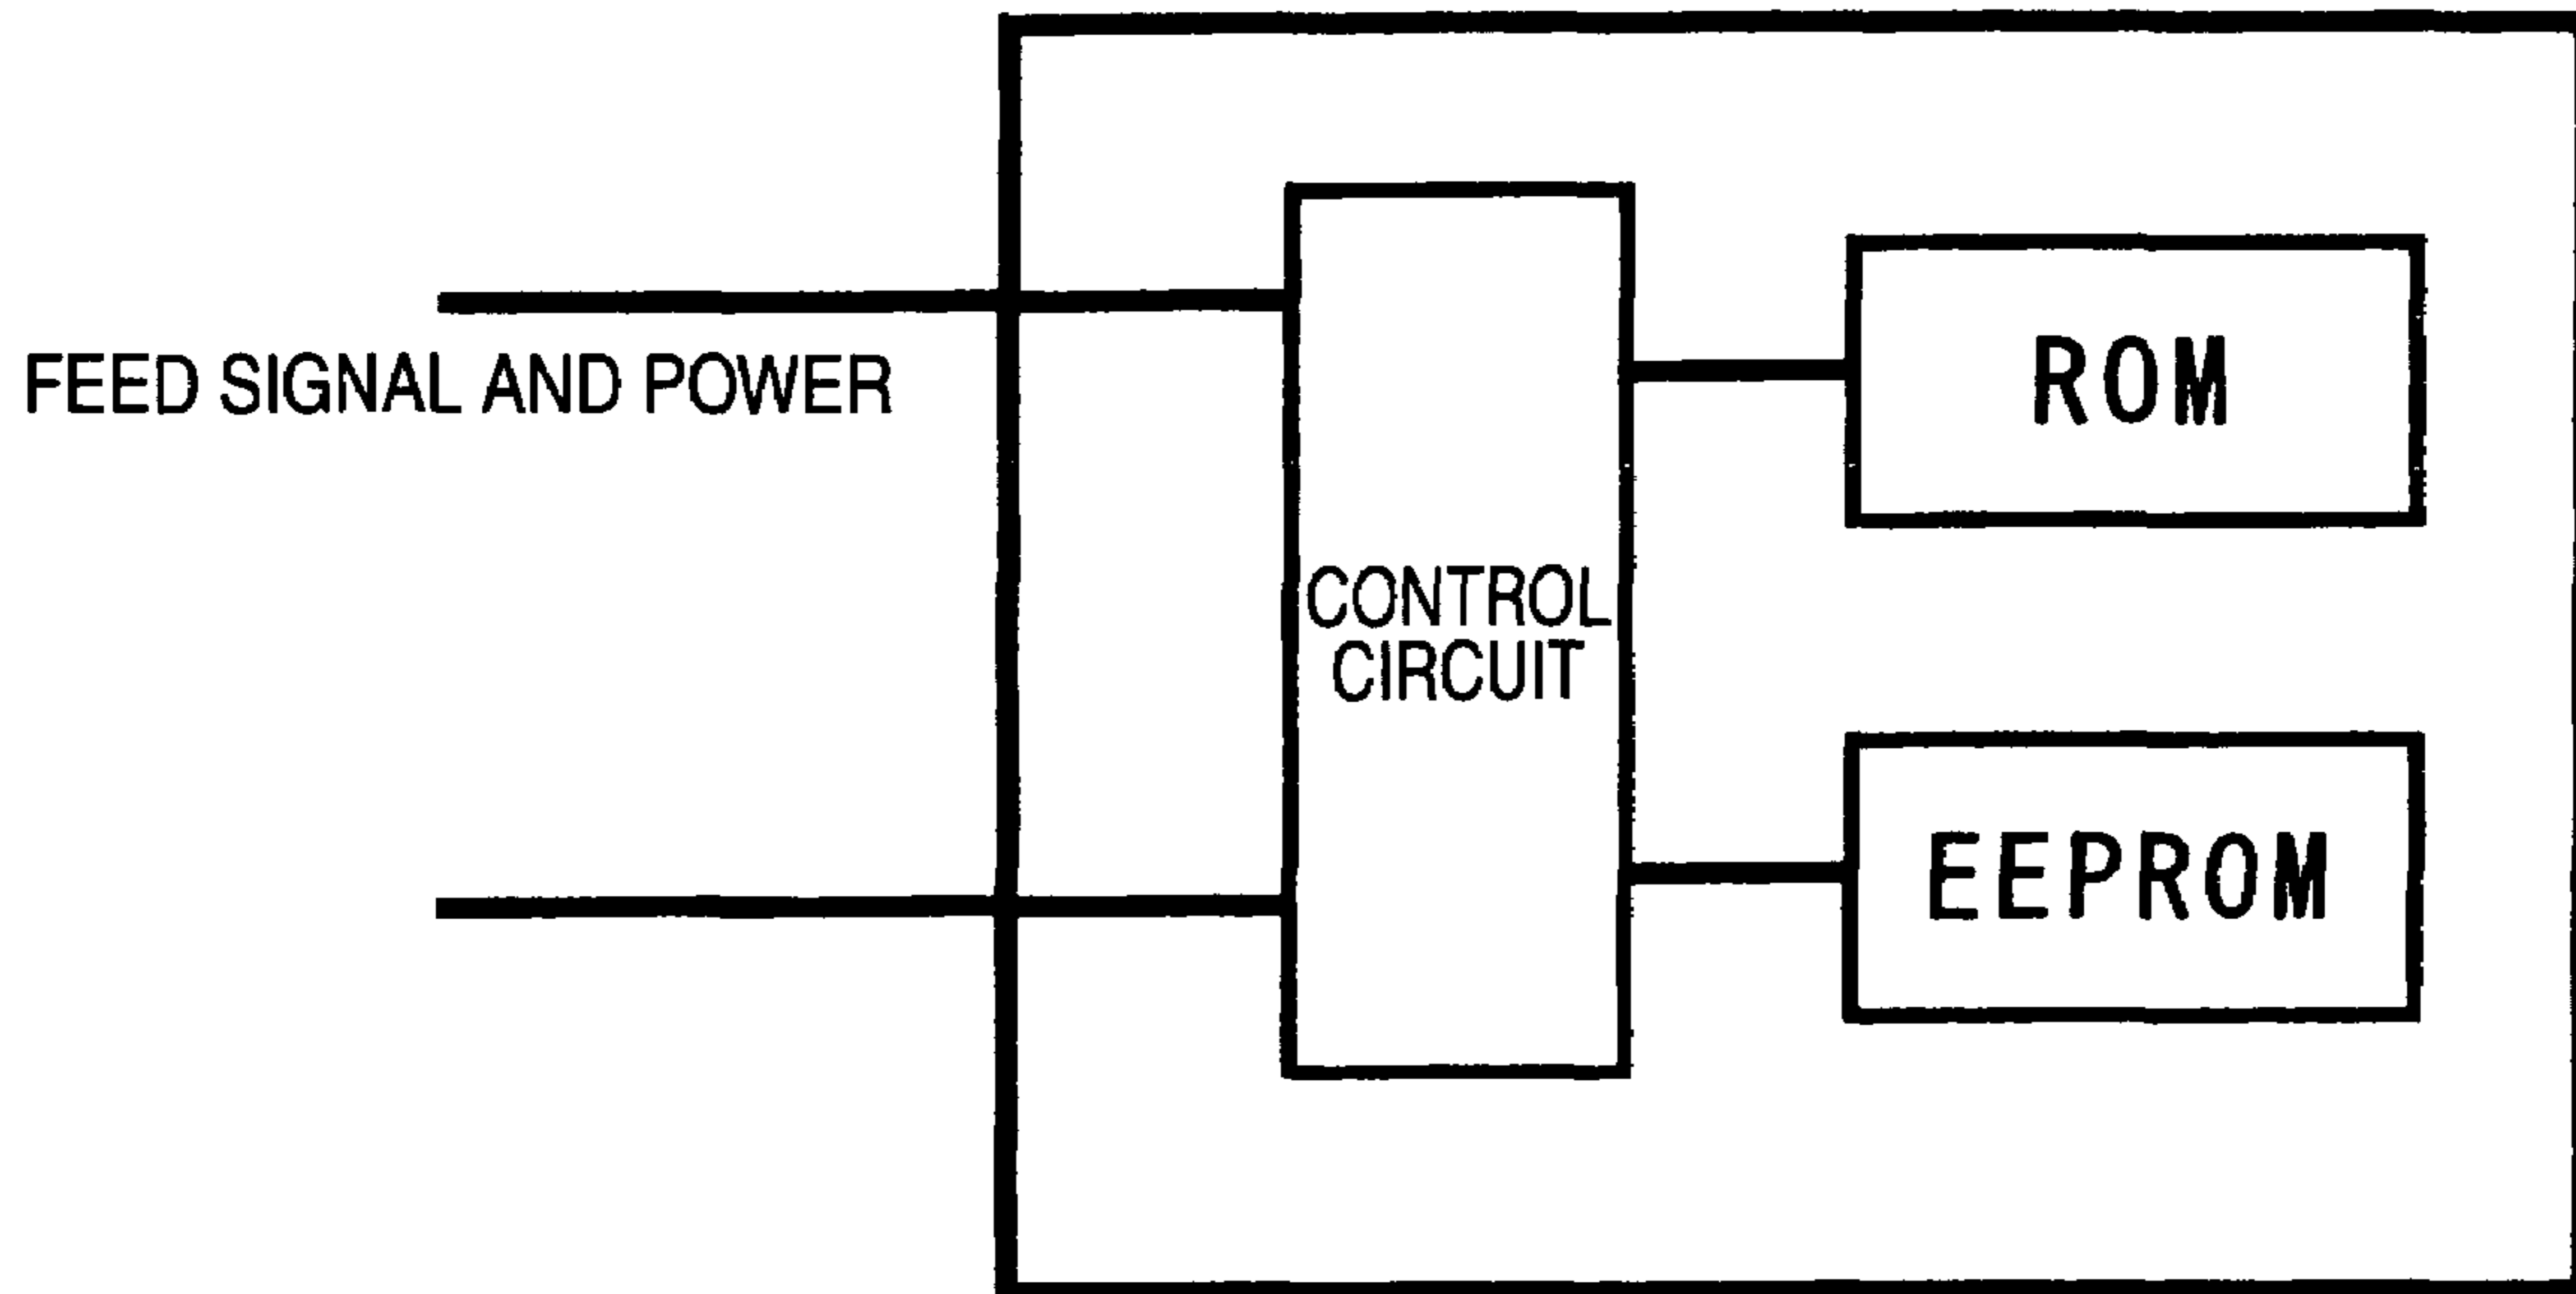 FEED SIGNAL AND POWER
CONTROL
CIRCUIT
ROM
EEPROM